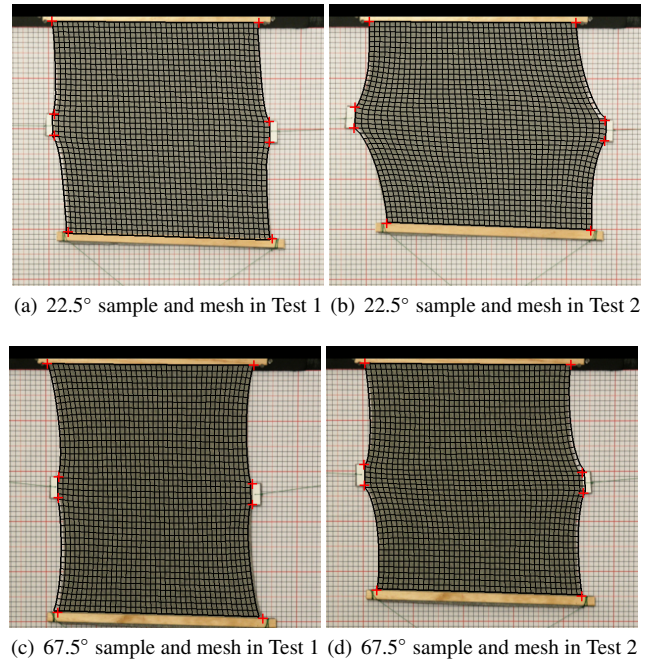 (a) 22.5° sample and mesh in Test 1
(b) 22.5° sample and mesh in Test 2
(c) 67.5° sample and mesh in Test 1
(d) 67.5° sample and mesh in Test 2